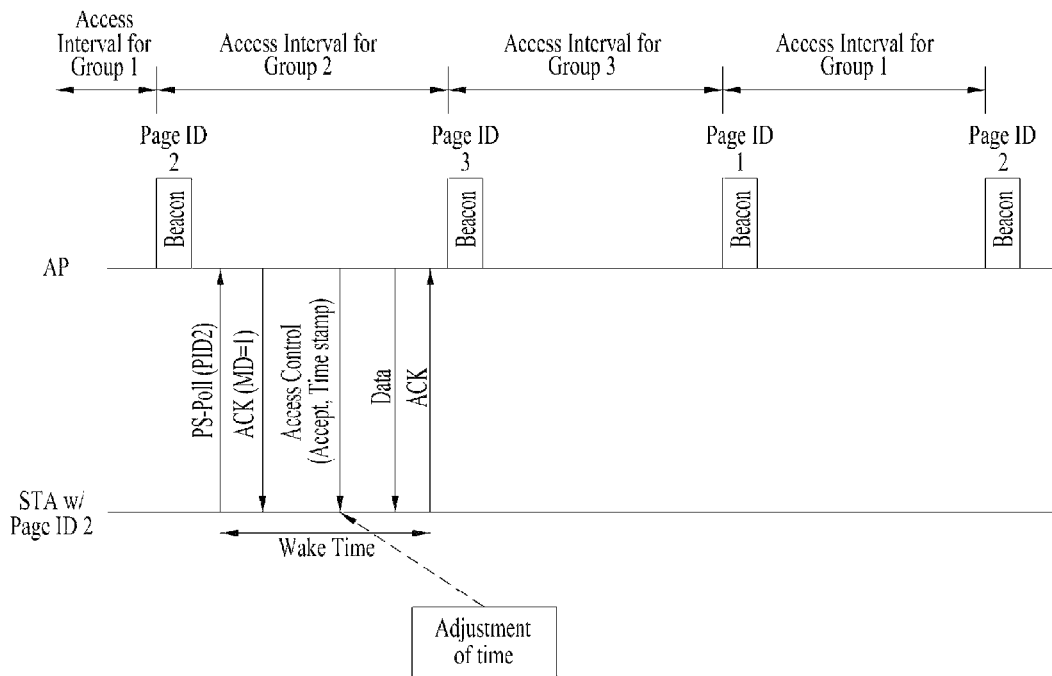 Access
Interval for
Group 1
Access Interval for
Group 2
Access Interval for
Group 3
Access Interval for
Group 1
Page ID
2
Page ID
3
Page ID
1
Page ID
2
Beacon
Beacon
Beacon
Beacon
AP
PS-Poll (PID2)
ACK (MD=1)
Access Control
(Accept, Time stamp)
Data
ACK
STA w/
Page ID 2
Wake Time
Adjustment
of time